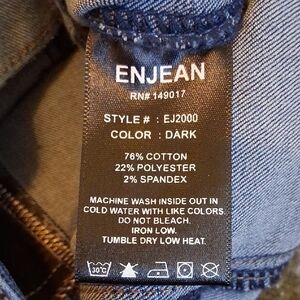 ENJEAN
RN# 149017
STYLE # : EJ2000
COLOR : DARK
76% COTTON
22% POLYESTER
2% SPANDEX
MACHINE WASH INSIDE OUT IN
COLD WATER WITH LIKE COLORS.
DO NOT BLEACH.
IRON LOW.
TUMBLE DRY LOW HEAT.
30°C